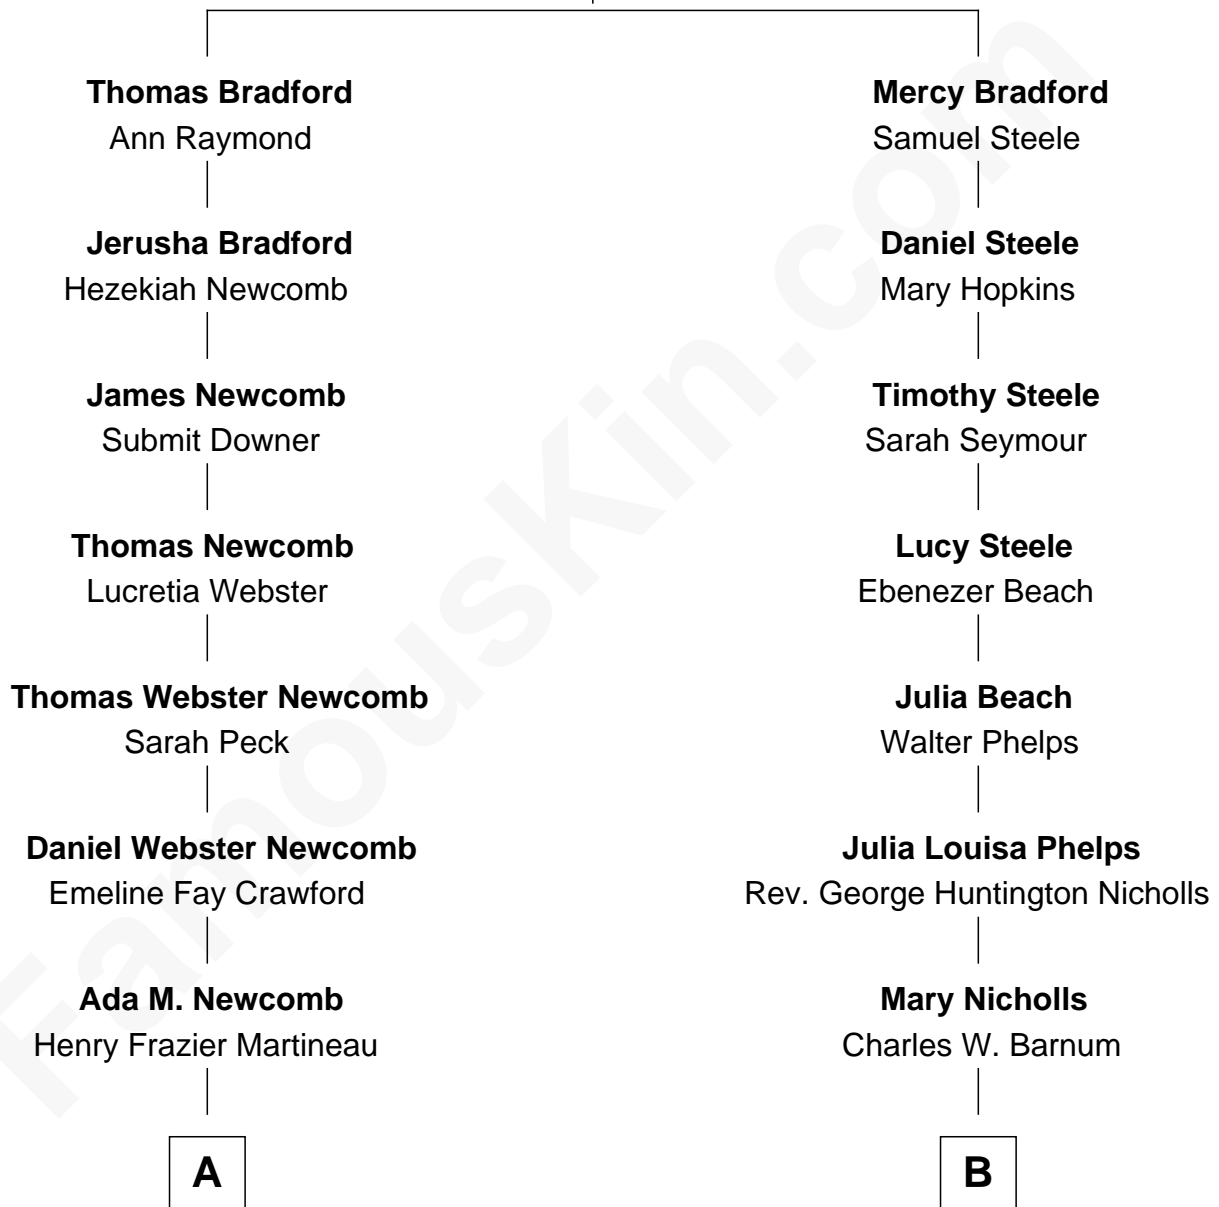 Thomas Bradford
Ann Raymond
Mercy Bradford
Samuel Steele
Jerusha Bradford
Hezekiah Newcomb
Daniel Steele
Mary Hopkins
James Newcomb
Submit Downer
Timothy Steele
Sarah Seymour
Thomas Newcomb
Lucretia Webster
Lucy Steele
Ebenezer Beach
Thomas Webster Newcomb
Sarah Peck
Julia Beach
Walter Phelps
Daniel Webster Newcomb
Emeline Fay Crawford
Julia Louisa Phelps
Rev. George Huntington Nicholls
Ada M. Newcomb
Henry Frazier Martineau
Mary Nicholls
Charles W. Barnum
A
B
FamousKin.com